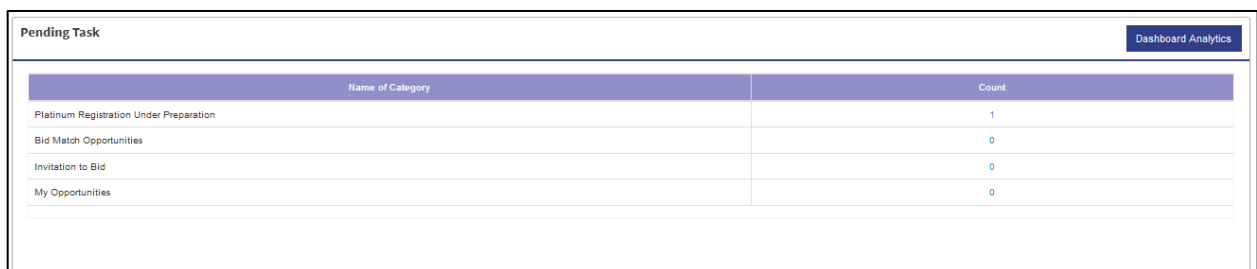 Pending Task
Dashboard Analytics
Name of Category Count
Platinum Registration Under Preparation 1
Bid Match Opportunities 0
Invitation to Bid 0
My Opportunities 0